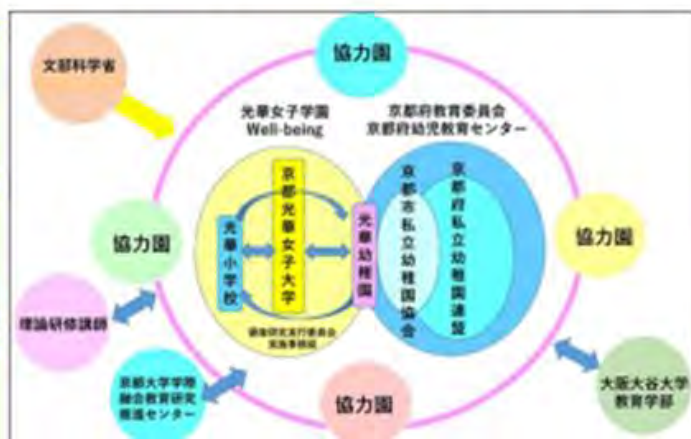 協力園
文部科学省
光華女子学園
Well-being
京都府教育委員会
京都府幼児教育センター
協力園
光華小学校
京都光華女子大学
光華幼稚園
京都市私立幼稚園協会
京都府私立幼稚園連盟
協力園
理論研修講師
実施事務局
京都大学学際
融合教育研究
推進センター
協力園
大阪大谷大学
教育学部